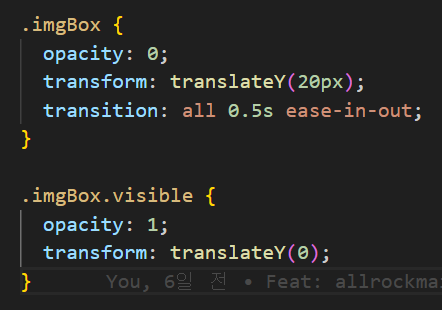 .imgBox {
  opacity: 0;
  transform: translateY(20px);
  transition: all 0.5s ease-in-out;
}

.imgBox.visible {
  opacity: 1;
  transform: translateY(0);
}      You, 6일 전 • Feat: allrockmai